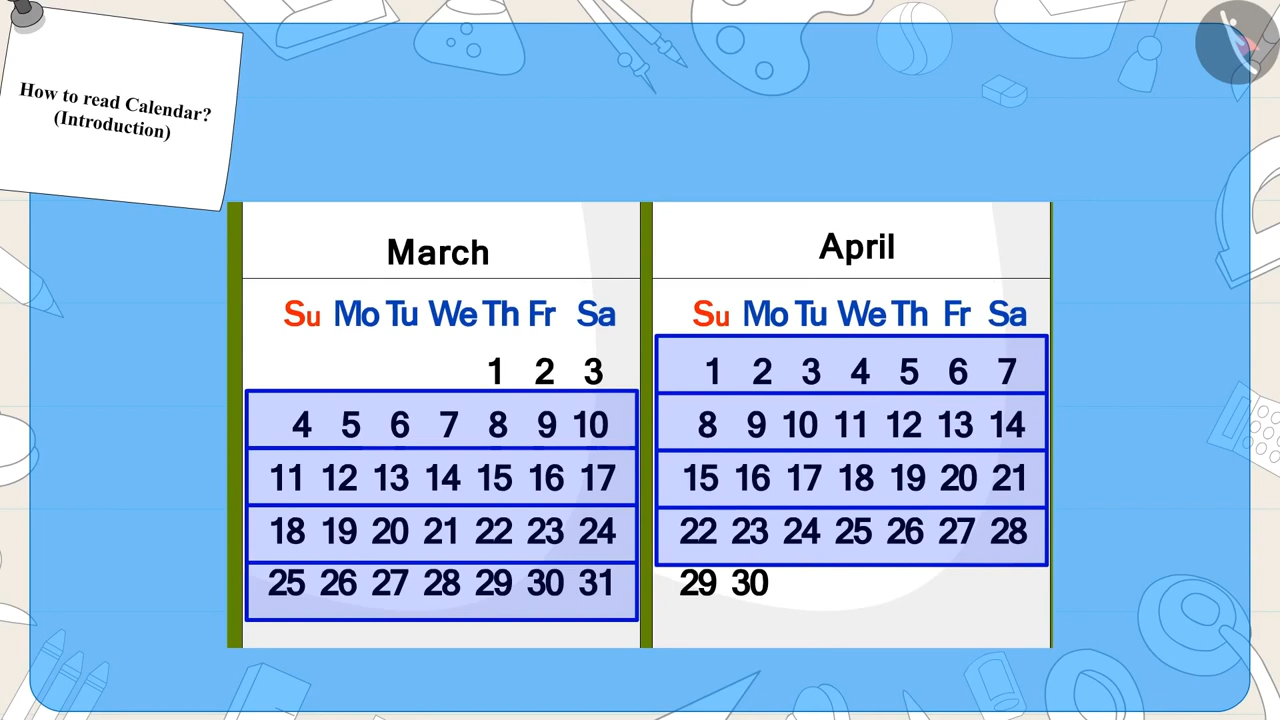 How to read Calendar?
(Introduction)
March
Su Mo Tu We Th Fr Sa
1 2 3
4 5 6 7 8 9 10
11 12 13 14 15 16 17
18 19 20 21 22 23 24
25 26 27 28 29 30 31
April
Su Mo Tu We Th Fr Sa
1 2 3 4 5 6 7
8 9 10 11 12 13 14
15 16 17 18 19 20 21
22 23 24 25 26 27 28
29 30